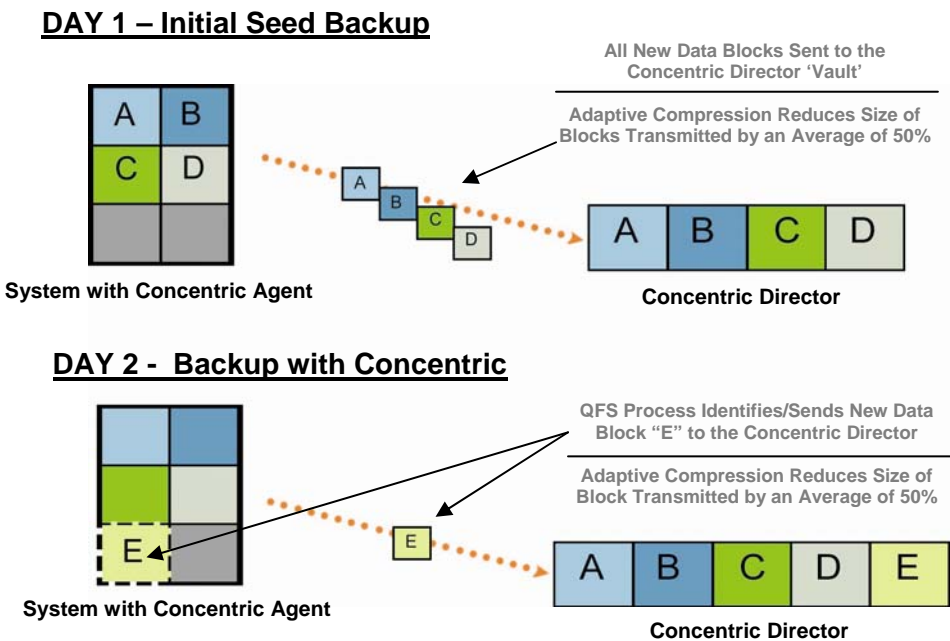 DAY 1 – Initial Seed Backup
All New Data Blocks Sent to the
Concentric Director ‘Vault’
Adaptive Compression Reduces Size of
Blocks Transmitted by an Average of 50%
A B
C D
A
B
C
D
A B C D
System with Concentric Agent
Concentric Director
DAY 2 - Backup with Concentric
QFS Process Identifies/Sends New Data
Block “E” to the Concentric Director
Adaptive Compression Reduces Size of
Block Transmitted by an Average of 50%
E
E
A B C D E
System with Concentric Agent
Concentric Director